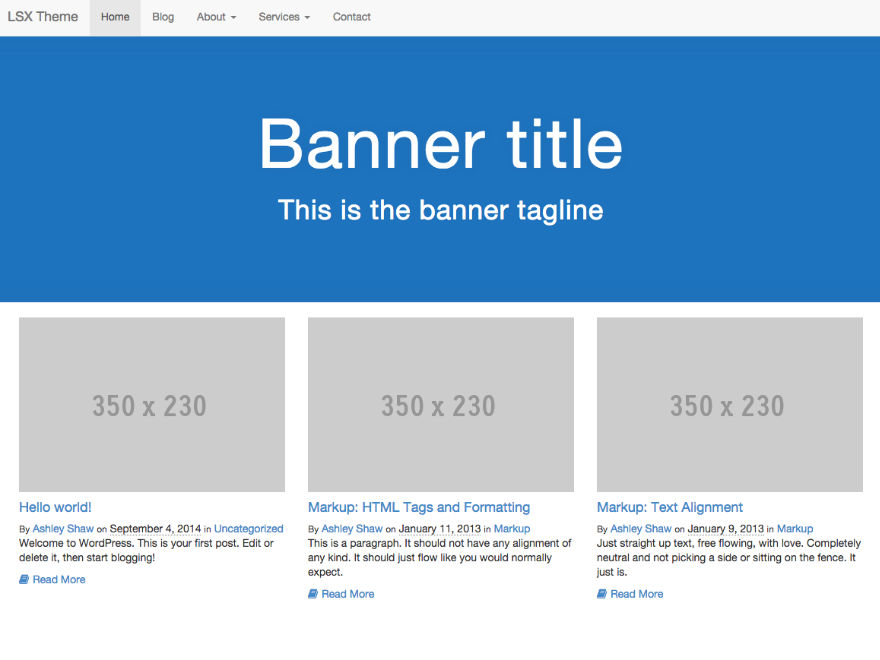 LSX Theme Home Blog About Services Contact
Banner title
This is the banner tagline
350 x 230
350 x 230
350 x 230
Hello world!
By Ashley Shaw on September 4, 2014 in Uncategorized
Welcome to WordPress. This is your first post. Edit or
delete it, then start blogging!
Read More
Markup: HTML Tags and Formatting
By Ashley Shaw on January 11, 2013 in Markup
This is a paragraph. It should not have any alignment of
any kind. It should just flow like you would normally
expect.
Read More
Markup: Text Alignment
By Ashley Shaw on January 9, 2013 in Markup
Just straight up text, free flowing, with love. Completely
neutral and not picking a side or sitting on the fence. It
just is.
Read More